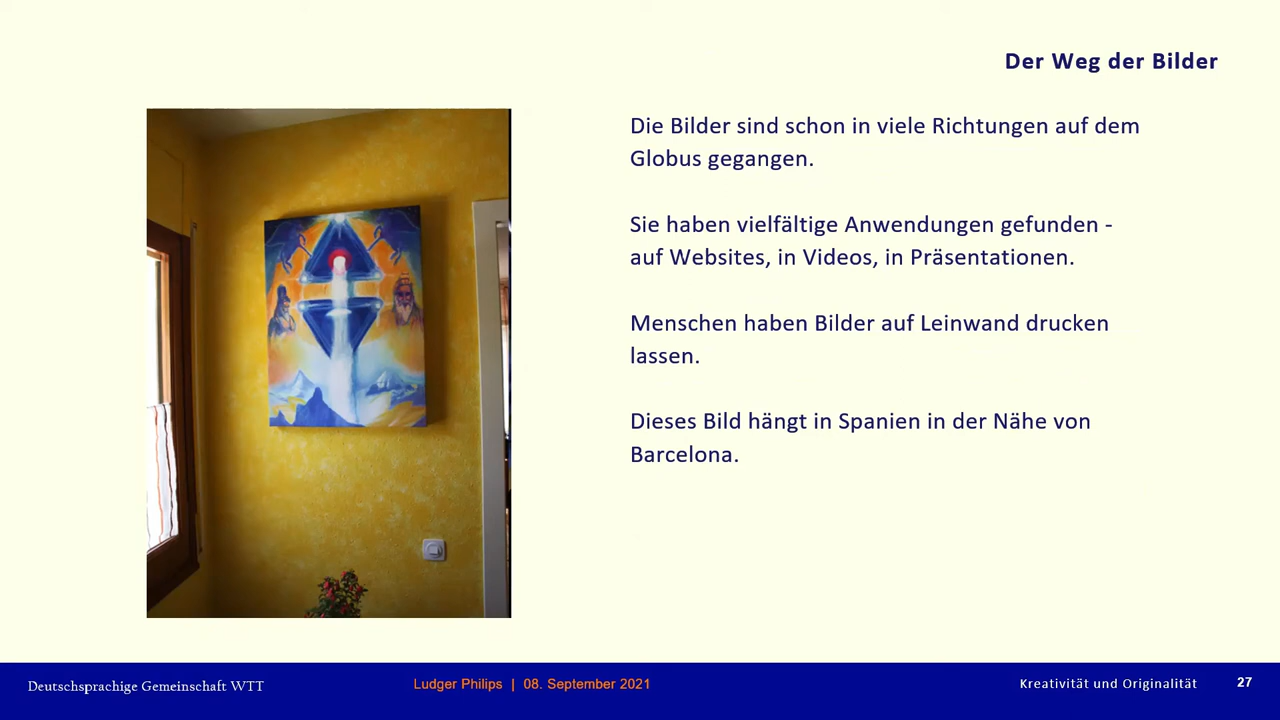 Der Weg der Bilder
Die Bilder sind schon in viele Richtungen auf dem
Globus gegangen.
Sie haben vielfältige Anwendungen gefunden -
auf Websites, in Videos, in Präsentationen.
Menschen haben Bilder auf Leinwand drucken
lassen.
Dieses Bild hängt in Spanien in der Nähe von
Barcelona.
Deutschsprachige Gemeinschaft WTT
Ludger Philips | 08. September 2021
Kreativität und Originalität
27